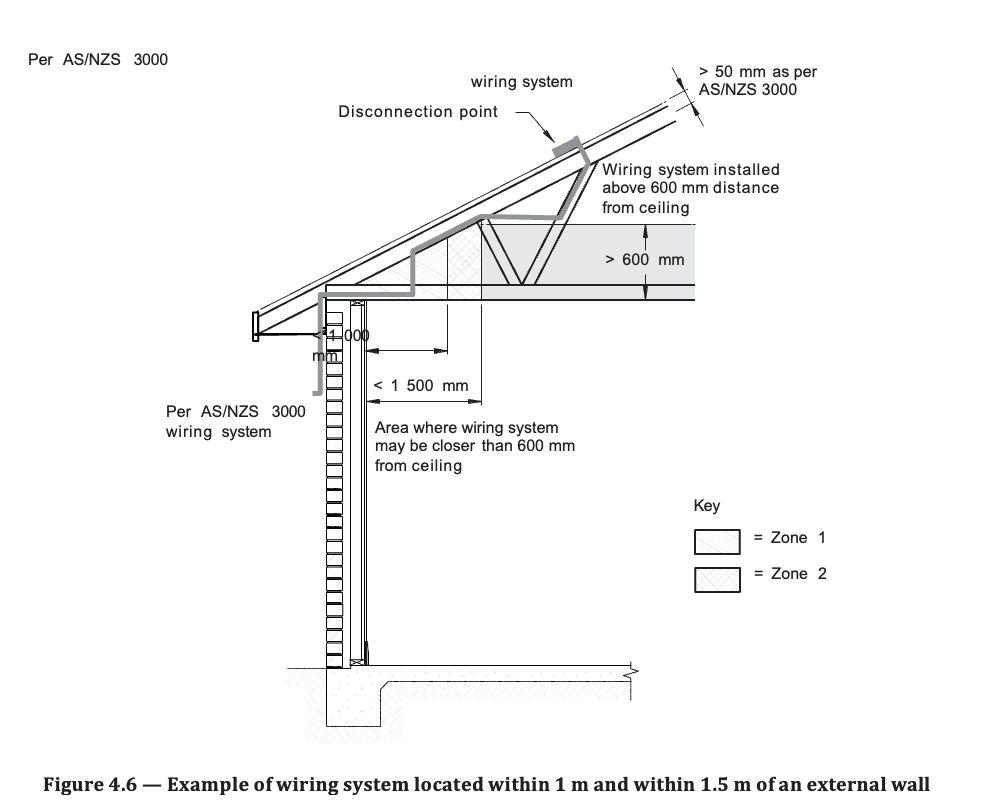 Per AS/NZS 3000
wiring system
> 50 mm as per
AS/NZS 3000
Disconnection point
Wiring system installed
above 600 mm distance
from ceiling
> 600 mm
< 1 000
mm
< 1 500 mm
Per AS/NZS 3000
wiring system
Area where wiring system
may be closer than 600 mm
from ceiling
Key
= Zone 1
= Zone 2
Figure 4.6 — Example of wiring system located within 1 m and within 1.5 m of an external wall